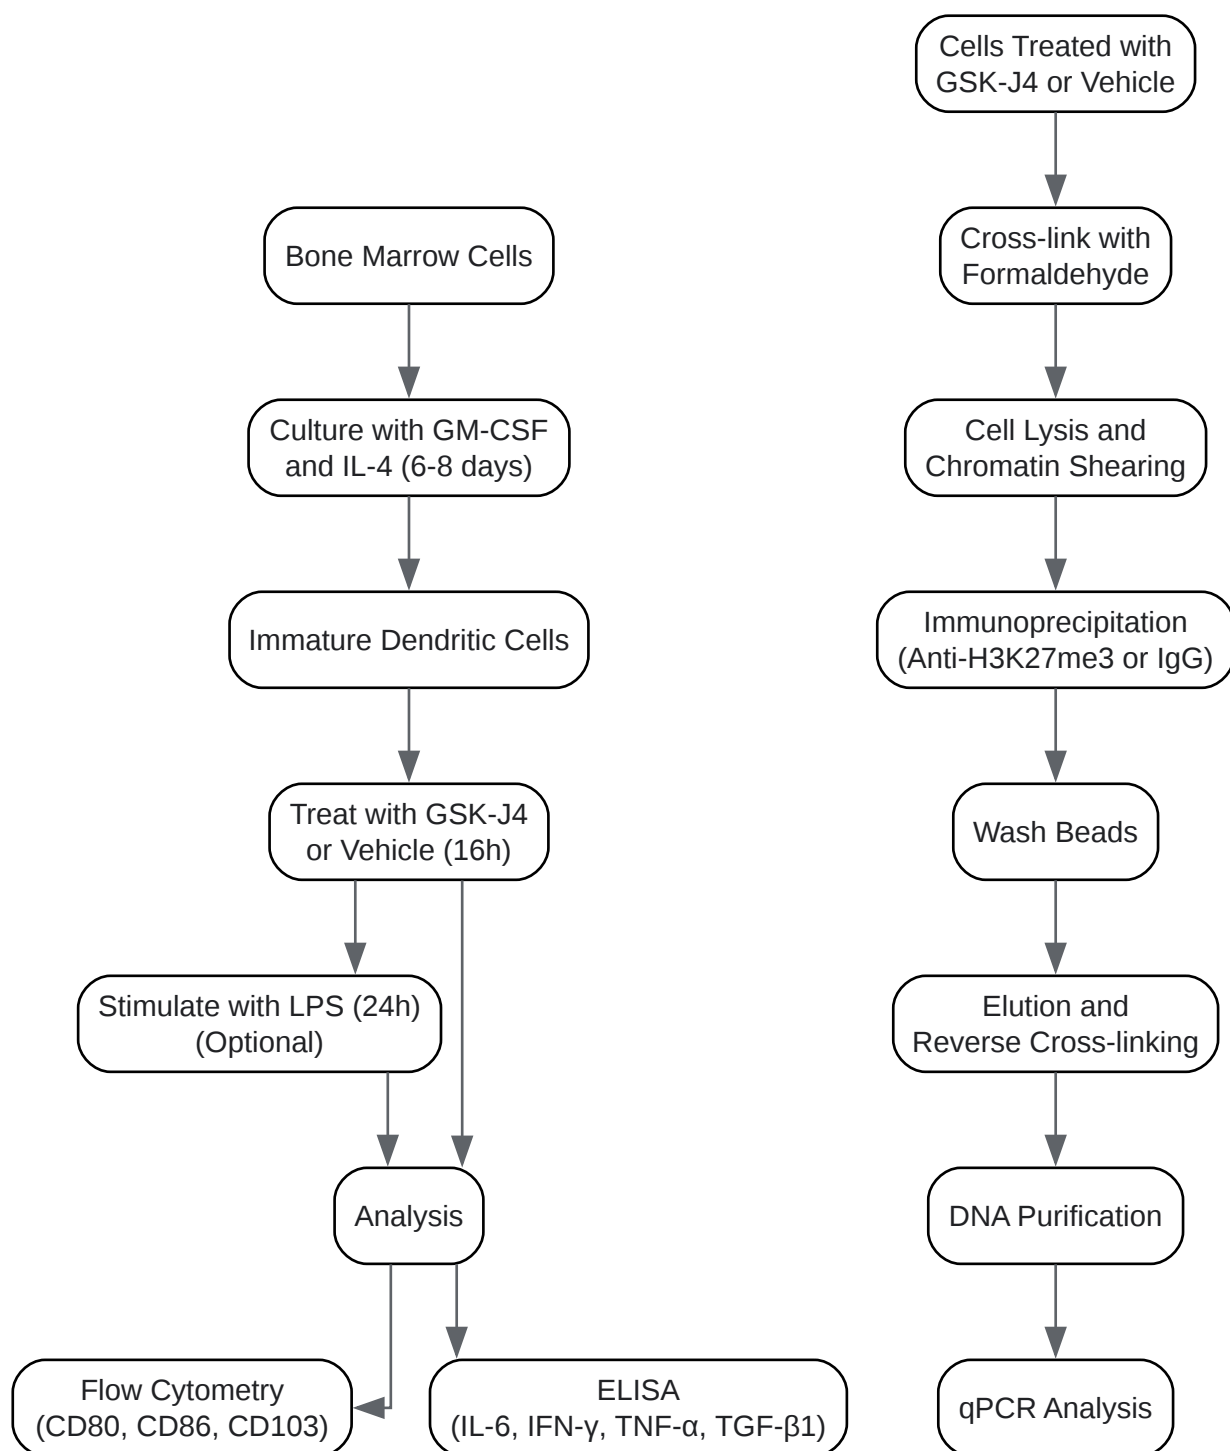 Bone Marrow Cells
Culture with GM-CSF
and IL-4 (6-8 days)
Immature Dendritic Cells
Treat with GSK-J4
or Vehicle (16h)
Stimulate with LPS (24h)
(Optional)
Analysis
Flow Cytometry
(CD80, CD86, CD103)
ELISA
(IL-6, IFN-γ, TNF-α, TGF-β1)
Cells Treated with
GSK-J4 or Vehicle
Cross-link with
Formaldehyde
Cell Lysis and
Chromatin Shearing
Immunoprecipitation
(Anti-H3K27me3 or IgG)
Wash Beads
Elution and
Reverse Cross-linking
DNA Purification
qPCR Analysis